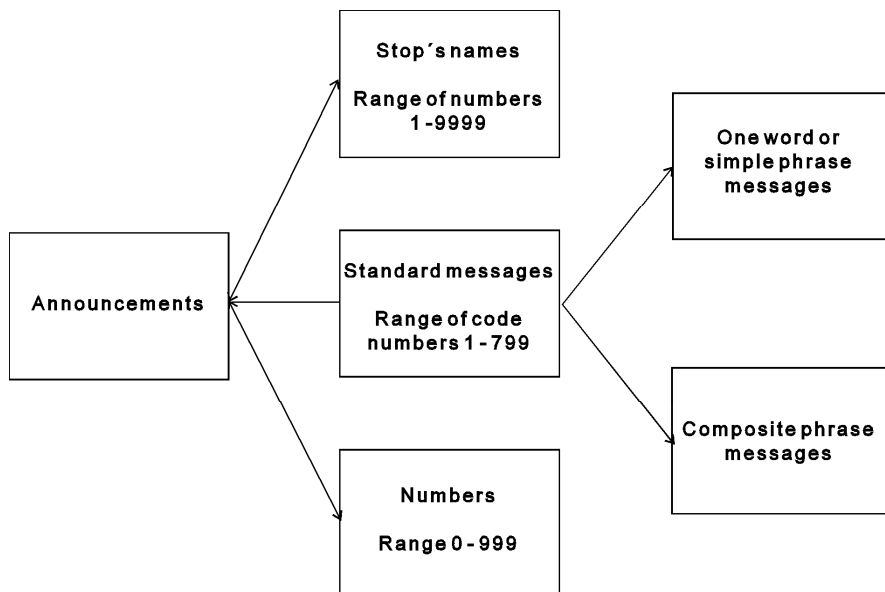 Stop´s names
Range of numbers
1-9999
One word or
simple phrase
messages
Announcements
Standard messages
Range of code
numbers 1-799
Composite phrase
messages
Numbers
Range 0-999